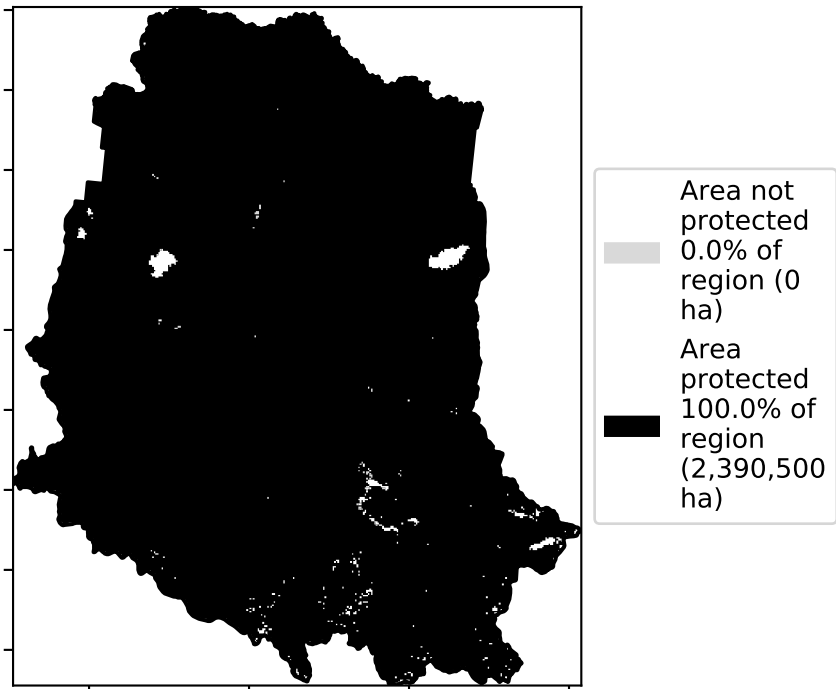 Area not
protected
0.0% of
region (0
ha)
Area
protected
100.0% of
region
(2,390,500
ha)